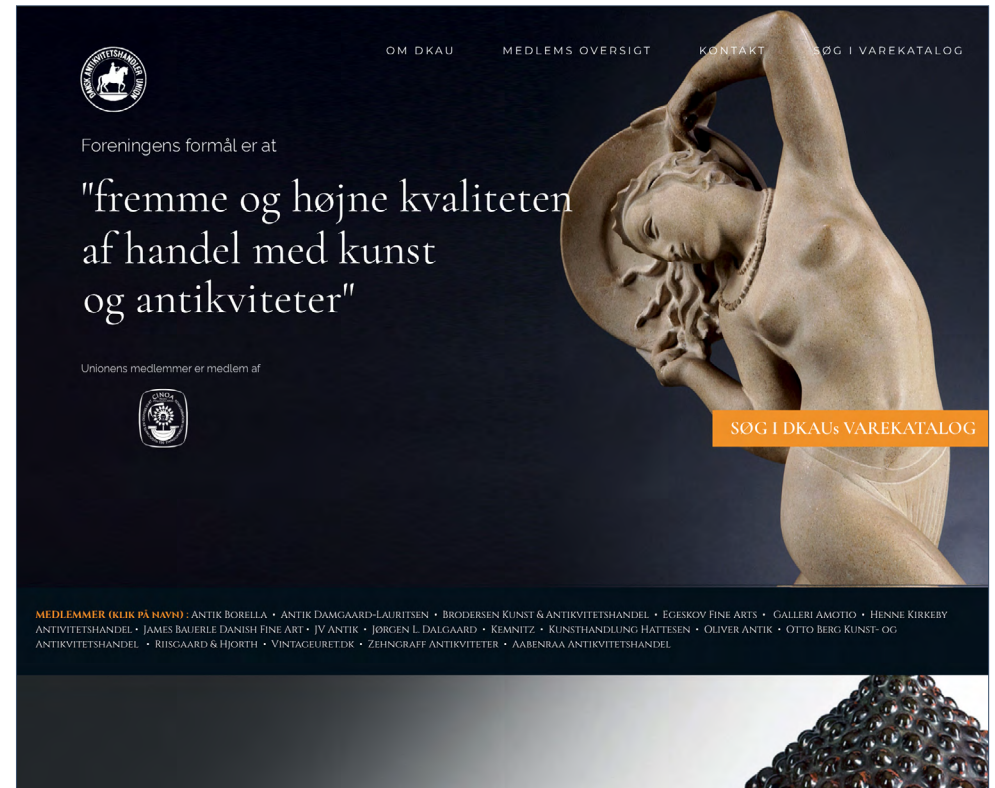 DANSK ANTIKVITETSHANDLER UNION
OM DKAU MEDLEMS OVERSIGT KONTAKT SØG I VAREKATALOG
Foreningens formål er at
"fremme og højne kvaliteten
af handel med kunst
og antikviteter"
Unionens medlemmer er medlem af
CINOA
SØG I DKAUs VAREKATALOG
MEDLEMMER (KLIK PÅ NAVN) : ANTIK BORELLA • ANTIK DAMGAARD-LAURITSEN • BRODERSEN KUNST & ANTIKVITETSHANDEL • EGESKOV FINE ARTS • GALLERI AMOTIO • HENNE KIRKEBY
ANTIVITETSHANDEL • JAMES BAUERLE DANISH FINE ART • JV ANTIK • JØRGEN L. DALGAARD • KEMNITZ • KUNSTHANDLUNG HATTESEN • OLIVER ANTIK • OTTO BERG KUNST- OG
ANTIKVITETSHANDEL • RIISGAARD & HJORTH • VINTAGEURET.DK • ZEHNGRAFF ANTIKVITETER • AABENRAA ANTIKVITETSHANDEL